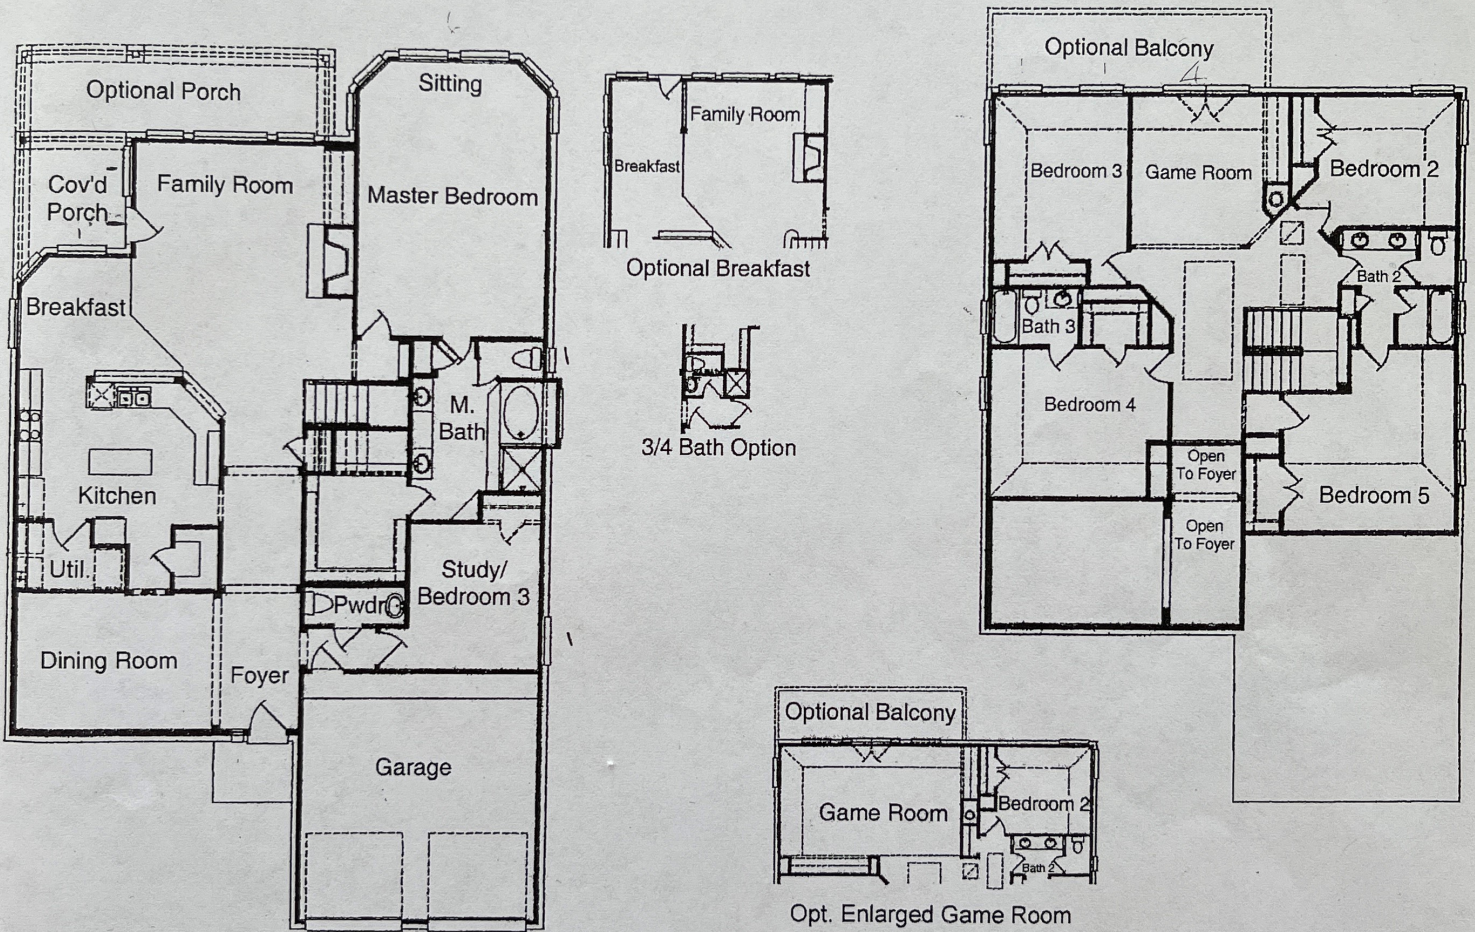 Optional Porch
Sitting
Cov'd
Porch
Family Room
Master Bedroom
Breakfast
M.
Bath
Kitchen
Util.
Study/
Bedroom 3
Pwdr
Dining Room
Foyer
Garage
Family Room
Breakfast
Optional Breakfast
3/4 Bath Option
Optional Balcony
4
Bedroom 3
Game Room
Bedroom 2
Bath 2
Bath 3
Bedroom 4
Open
To Foyer
Bedroom 5
Open
To Foyer
Optional Balcony
Game Room
Bedroom 2
Bath 2
Opt. Enlarged Game Room